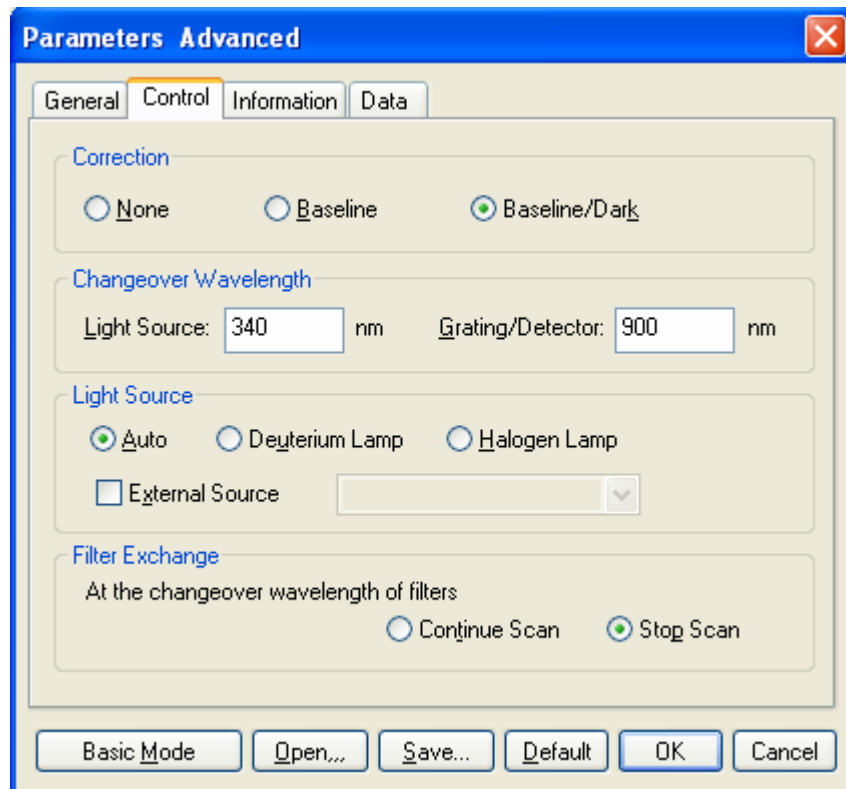 Parameters Advanced
General Control Information Data
Correction
None Baseline Baseline/Dark
Changeover Wavelength
Light Source: 340 nm Grating/Detector: 900 nm
Light Source
Auto Deuterium Lamp Halogen Lamp
External Source
Filter Exchange
At the changeover wavelength of filters
Continue Scan Stop Scan
Basic Mode Open,,, Save... Default OK Cancel